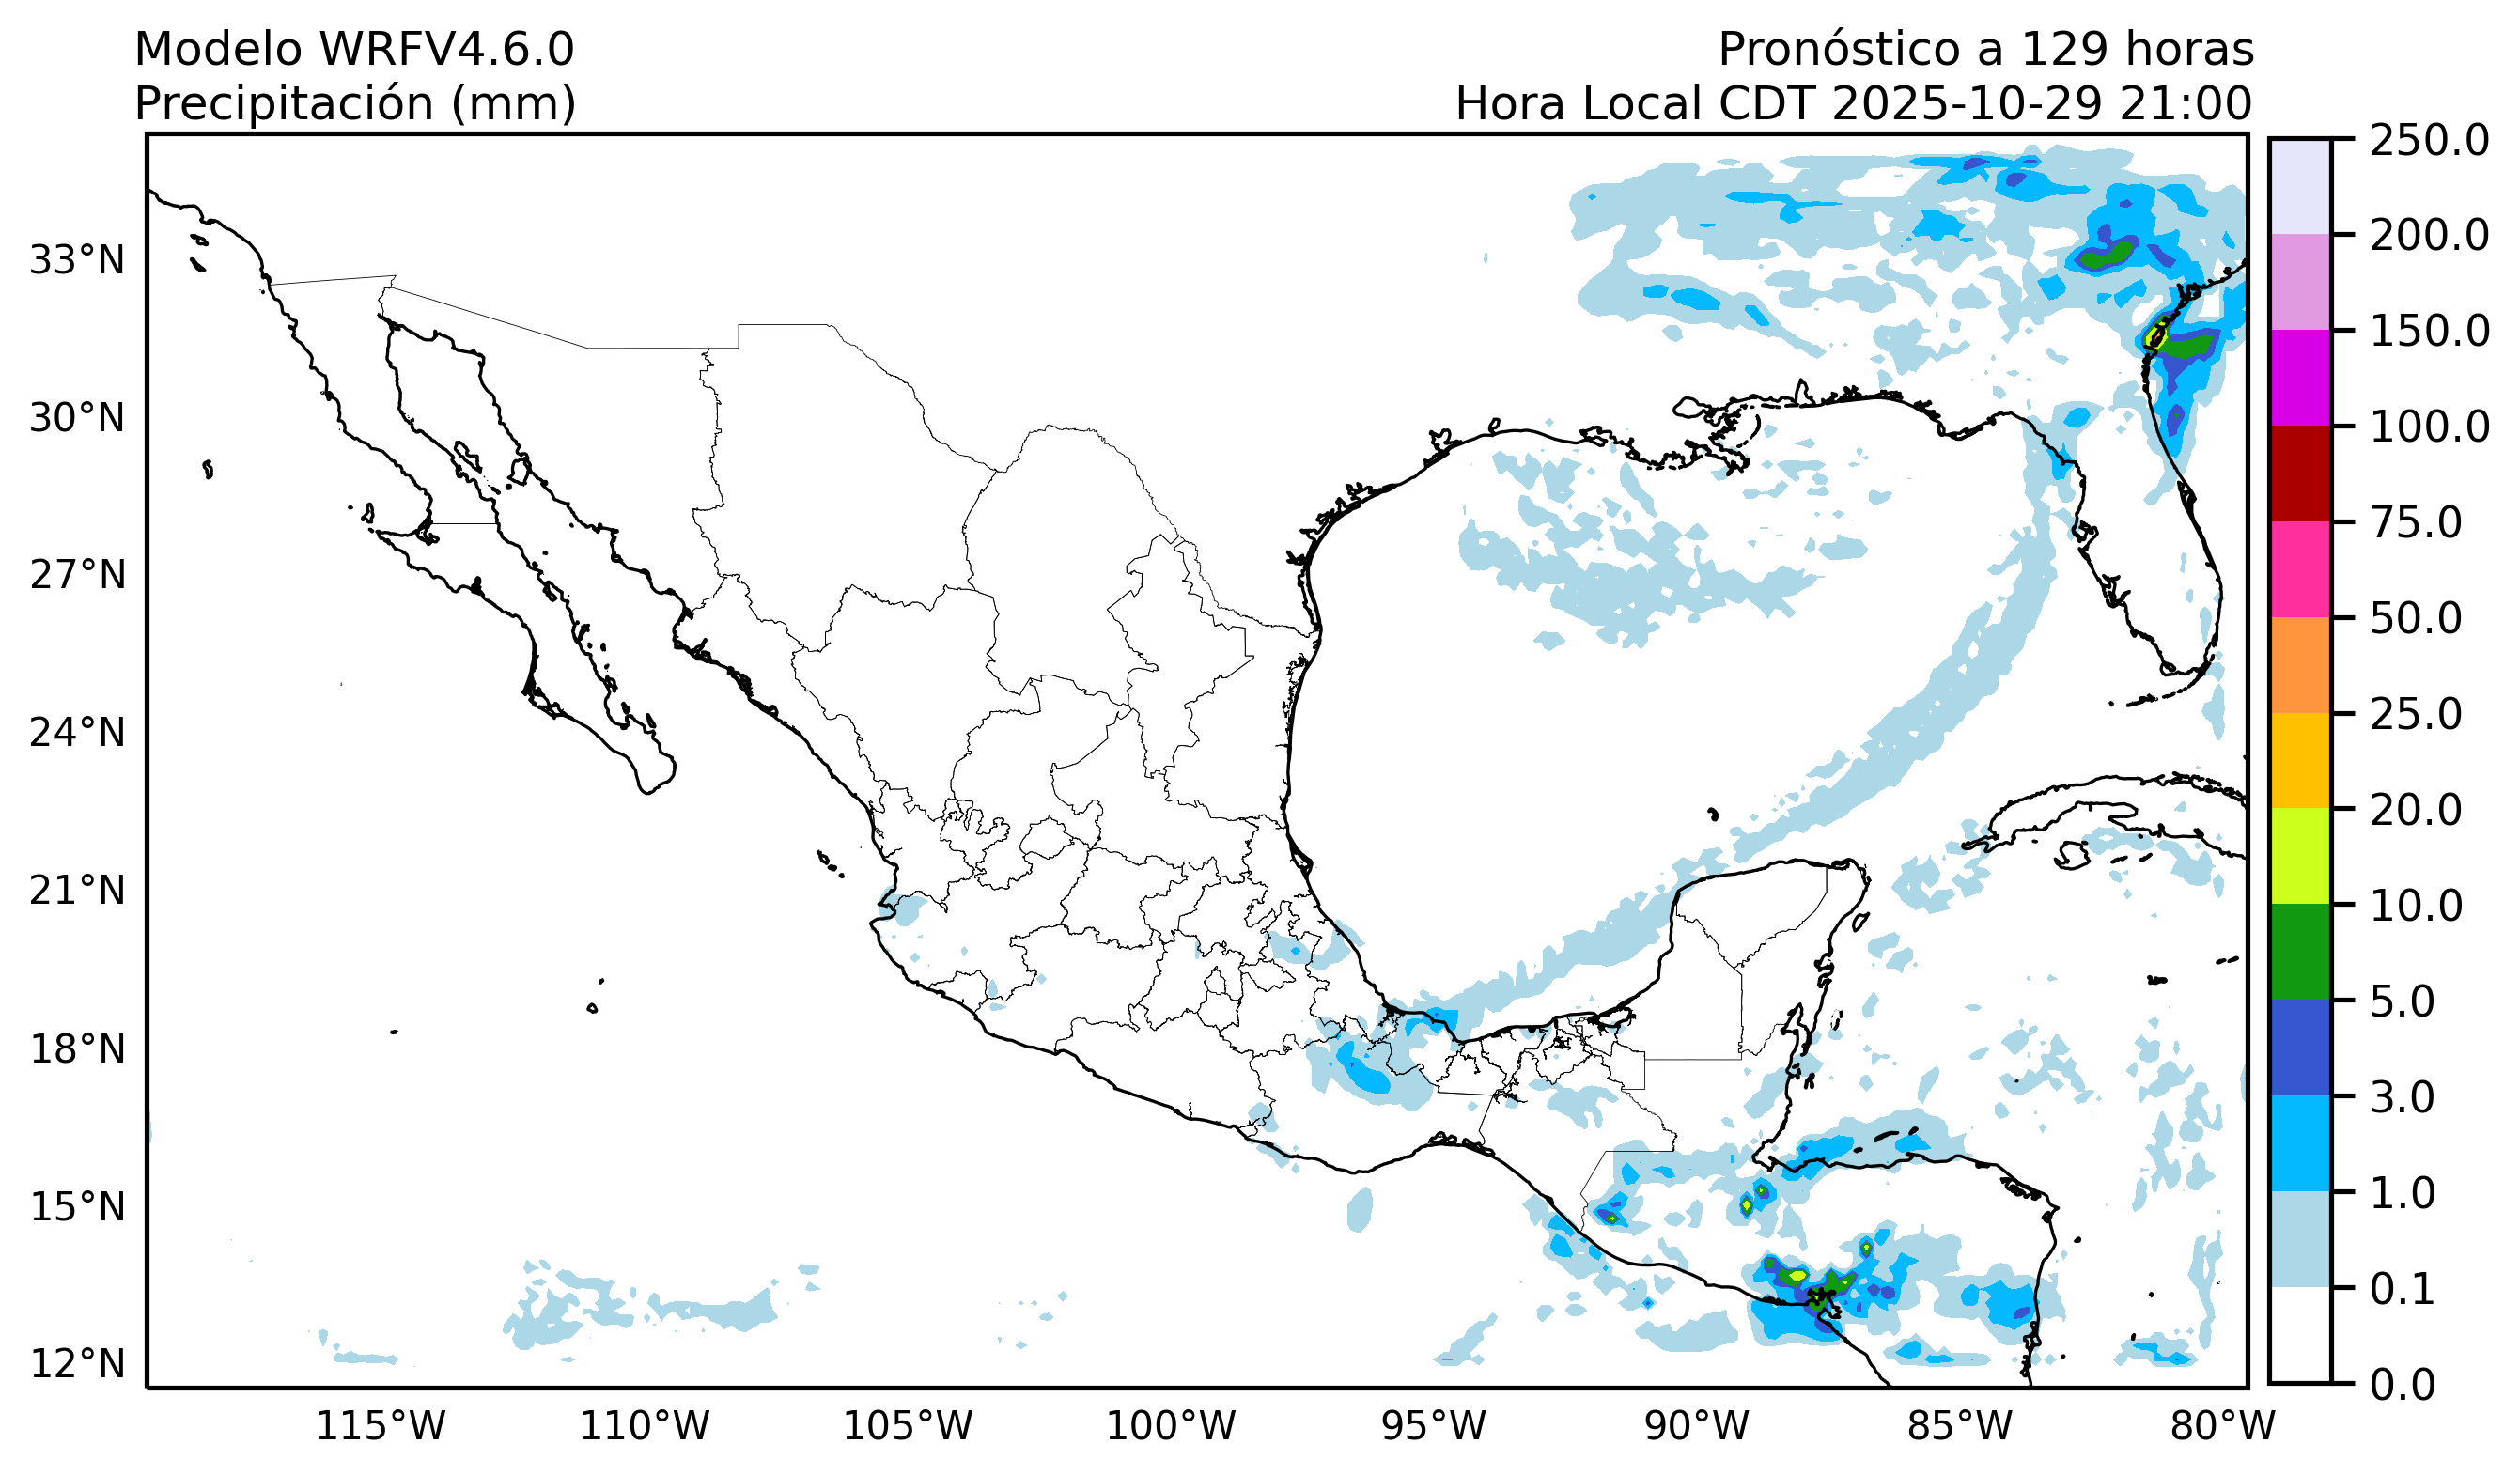 Modelo WRFV4.6.0
Precipitación (mm)
Pronóstico a 129 horas
Hora Local CDT 2025-10-29 21:00
33°N
30°N
27°N
24°N
21°N
18°N
15°N
12°N
115°W
110°W
105°W
100°W
95°W
90°W
85°W
80°W
250.0
200.0
150.0
100.0
75.0
50.0
25.0
20.0
10.0
5.0
3.0
1.0
0.1
0.0